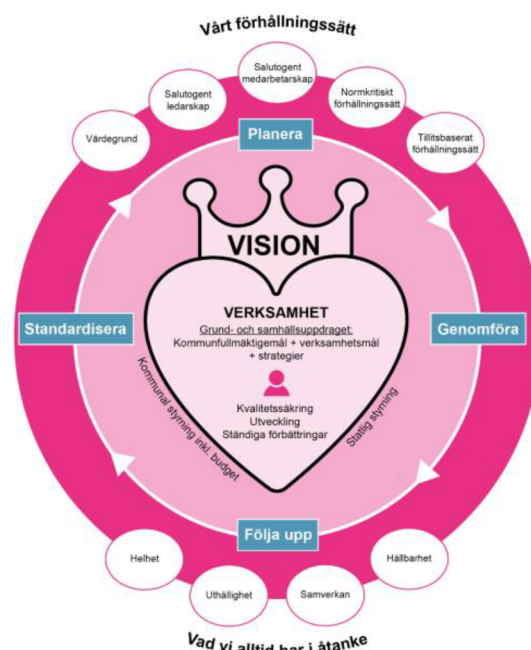 Vårt förhållningssätt
Salutogent
medarbetarskap
Salutogent
ledarskap
Normkritiskt
förhållningssätt
Värdegrund
Tillitsbaserat
förhållningssätt
Planera
VISION
VERKSAMHET
Grund- och samhällsuppdraget:
Kommunfullmäktigemål + verksamhetsmål
+ strategier
Standardisera
Genomföra
Kvalitetssäkring
Utveckling
Ständiga förbättringar
Kommunal styrning inkl. budget
Statlig styrning
Följa upp
Helhet
Uthållighet
Samverkan
Hållbarhet
Vad vi alltid har i åtanke